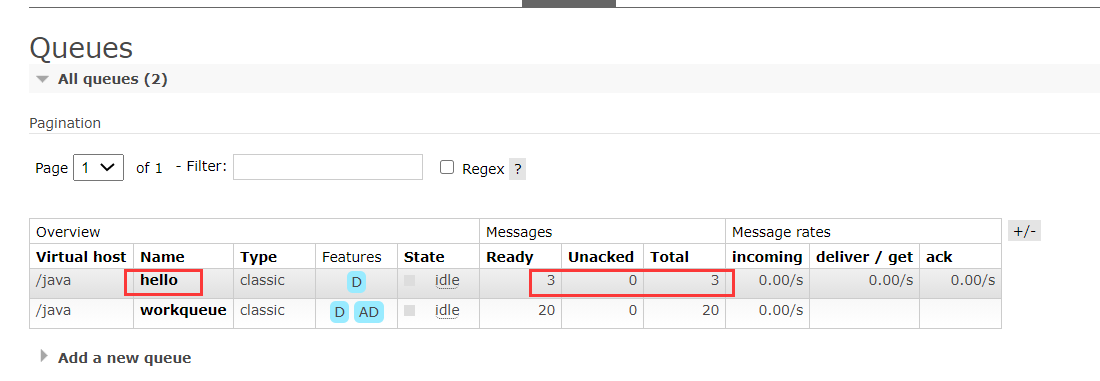 Queues
All queues (2)
Pagination
Page 1 of 1 - Filter: Regex ?
Overview Messages Message rates +/-
Virtual host Name Type Features State Ready Unacked Total incoming deliver / get ack
/java hello classic D idle 3 0 3 0.00/s 0.00/s 0.00/s
/java workqueue classic D AD idle 20 0 20 0.00/s
Add a new queue